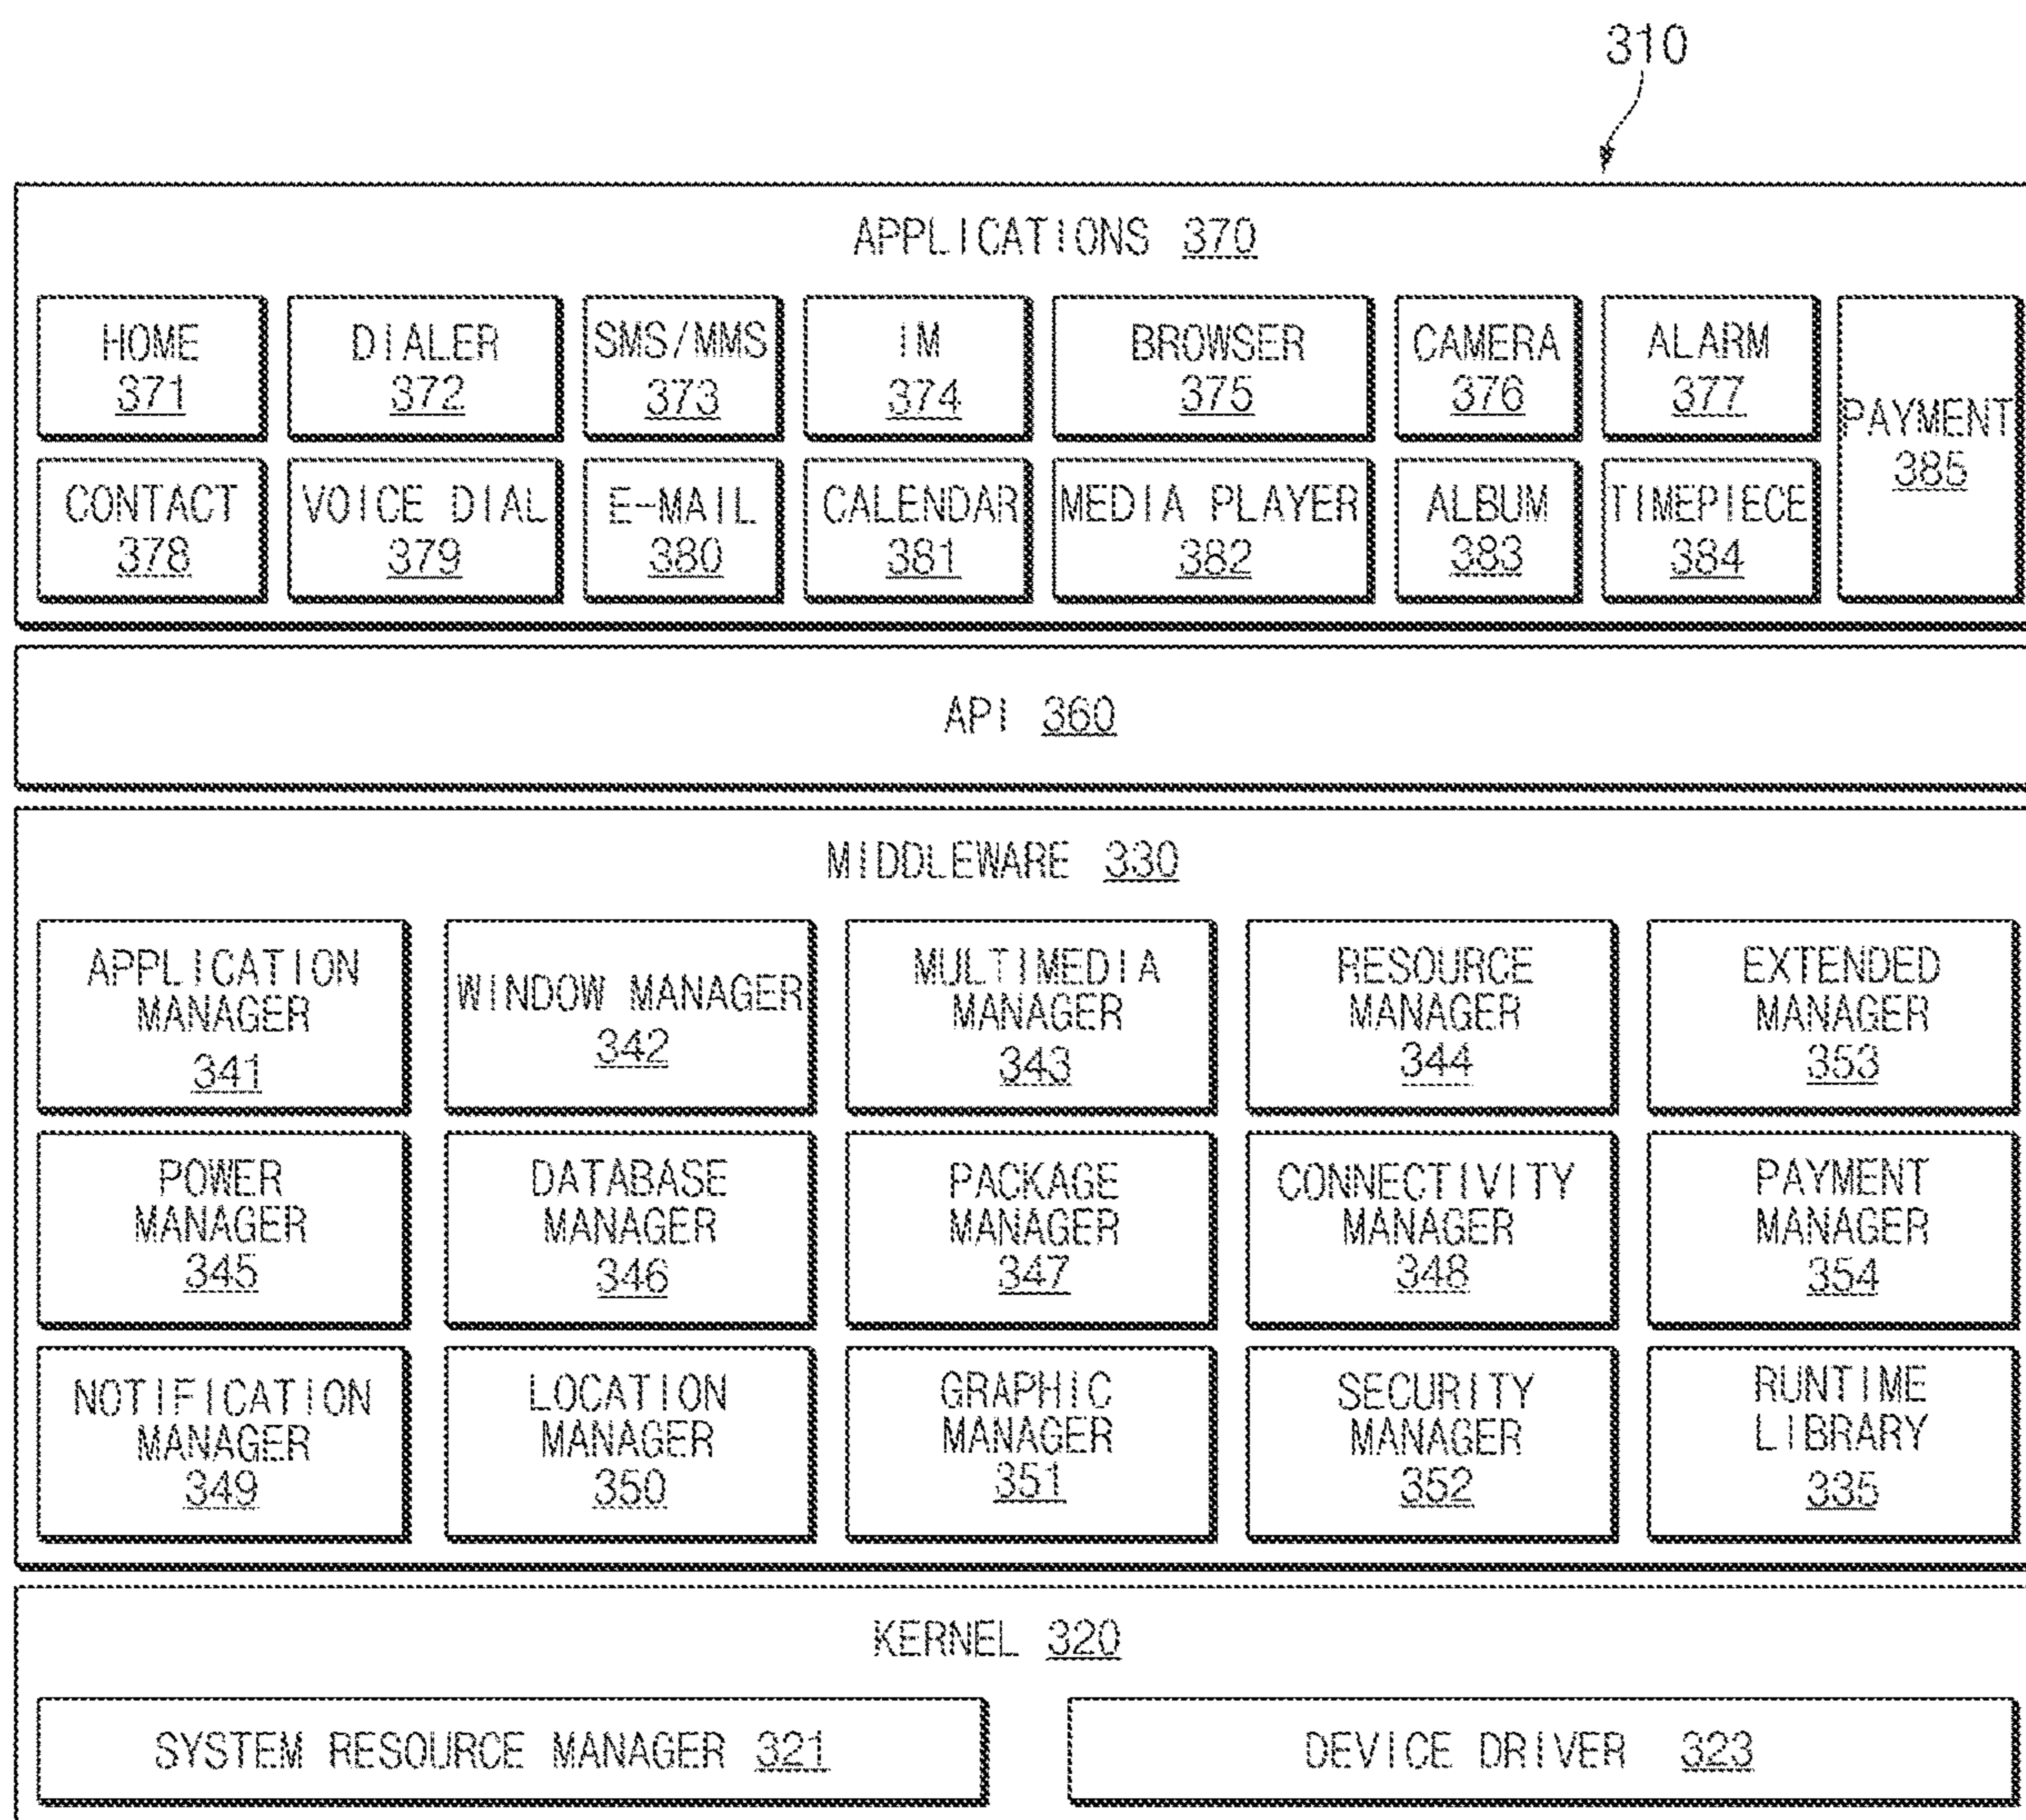 310
APPLICATIONS 370
HOME
371
DIALER
372
SMS/MMS
373
IM
374
BROWSER
375
CAMERA
376
ALARM
377
PAYMENT
385
CONTACT
378
VOICE DIAL
379
E-MAIL
380
CALENDAR
381
MEDIA PLAYER
382
ALBUM
383
TIMEPIECE
384
API 360
MIDDLEWARE 330
APPLICATION
MANAGER
341
WINDOW MANAGER
342
MULTIMEDIA
MANAGER
343
RESOURCE
MANAGER
344
EXTENDED
MANAGER
353
POWER
MANAGER
345
DATABASE
MANAGER
346
PACKAGE
MANAGER
347
CONNECTIVITY
MANAGER
348
PAYMENT
MANAGER
354
NOTIFICATION
MANAGER
349
LOCATION
MANAGER
350
GRAPHIC
MANAGER
351
SECURITY
MANAGER
352
RUNTIME
LIBRARY
335
KERNEL 320
SYSTEM RESOURCE MANAGER 321
DEVICE DRIVER 323